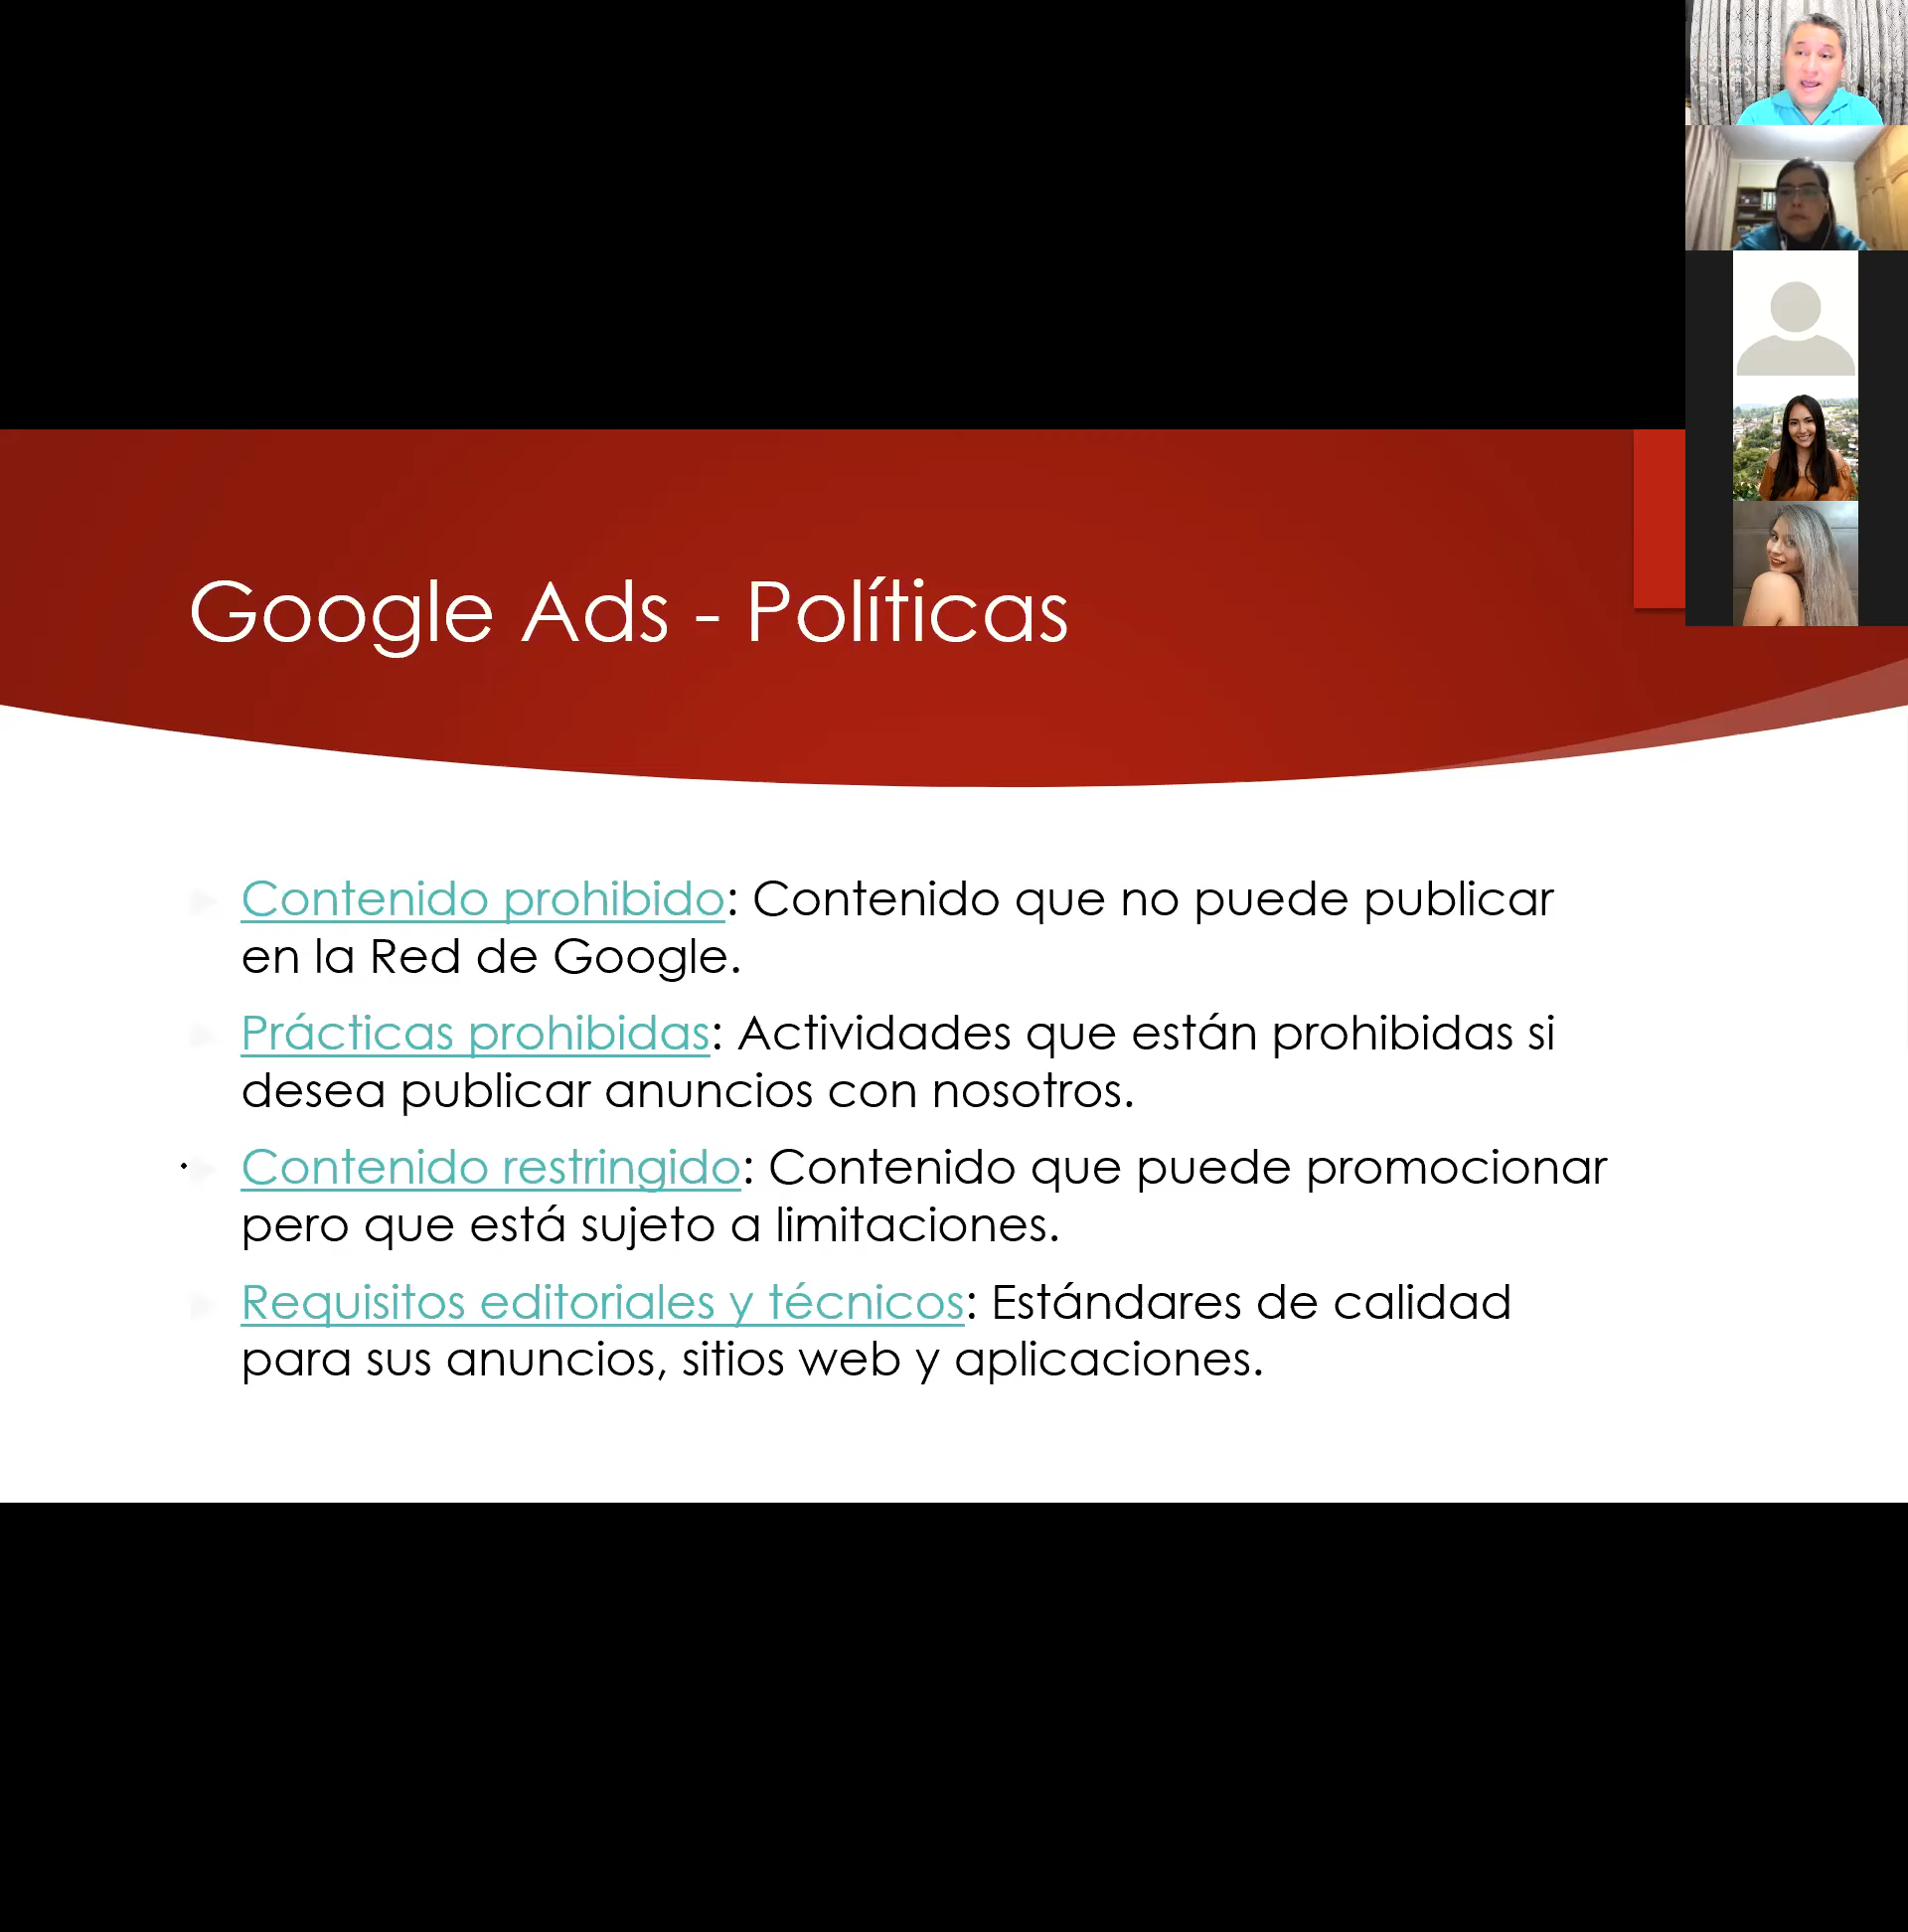 Google Ads - Políticas
Contenido prohibido: Contenido que no puede publicar
en la Red de Google.
Prácticas prohibidas: Actividades que están prohibidas si
desea publicar anuncios con nosotros.
Contenido restringido: Contenido que puede promocionar
pero que está sujeto a limitaciones.
Requisitos editoriales y técnicos: Estándares de calidad
para sus anuncios, sitios web y aplicaciones.